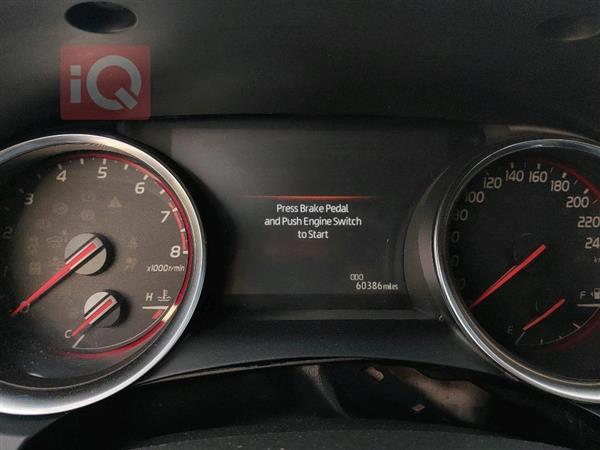 iQ
Press Brake Pedal
and Push Engine Switch
to Start
ODO
60386 miles
2
3
4
5
6
7
8
x1000r/min
C
H
100
120
140
160
180
200
220
E
F